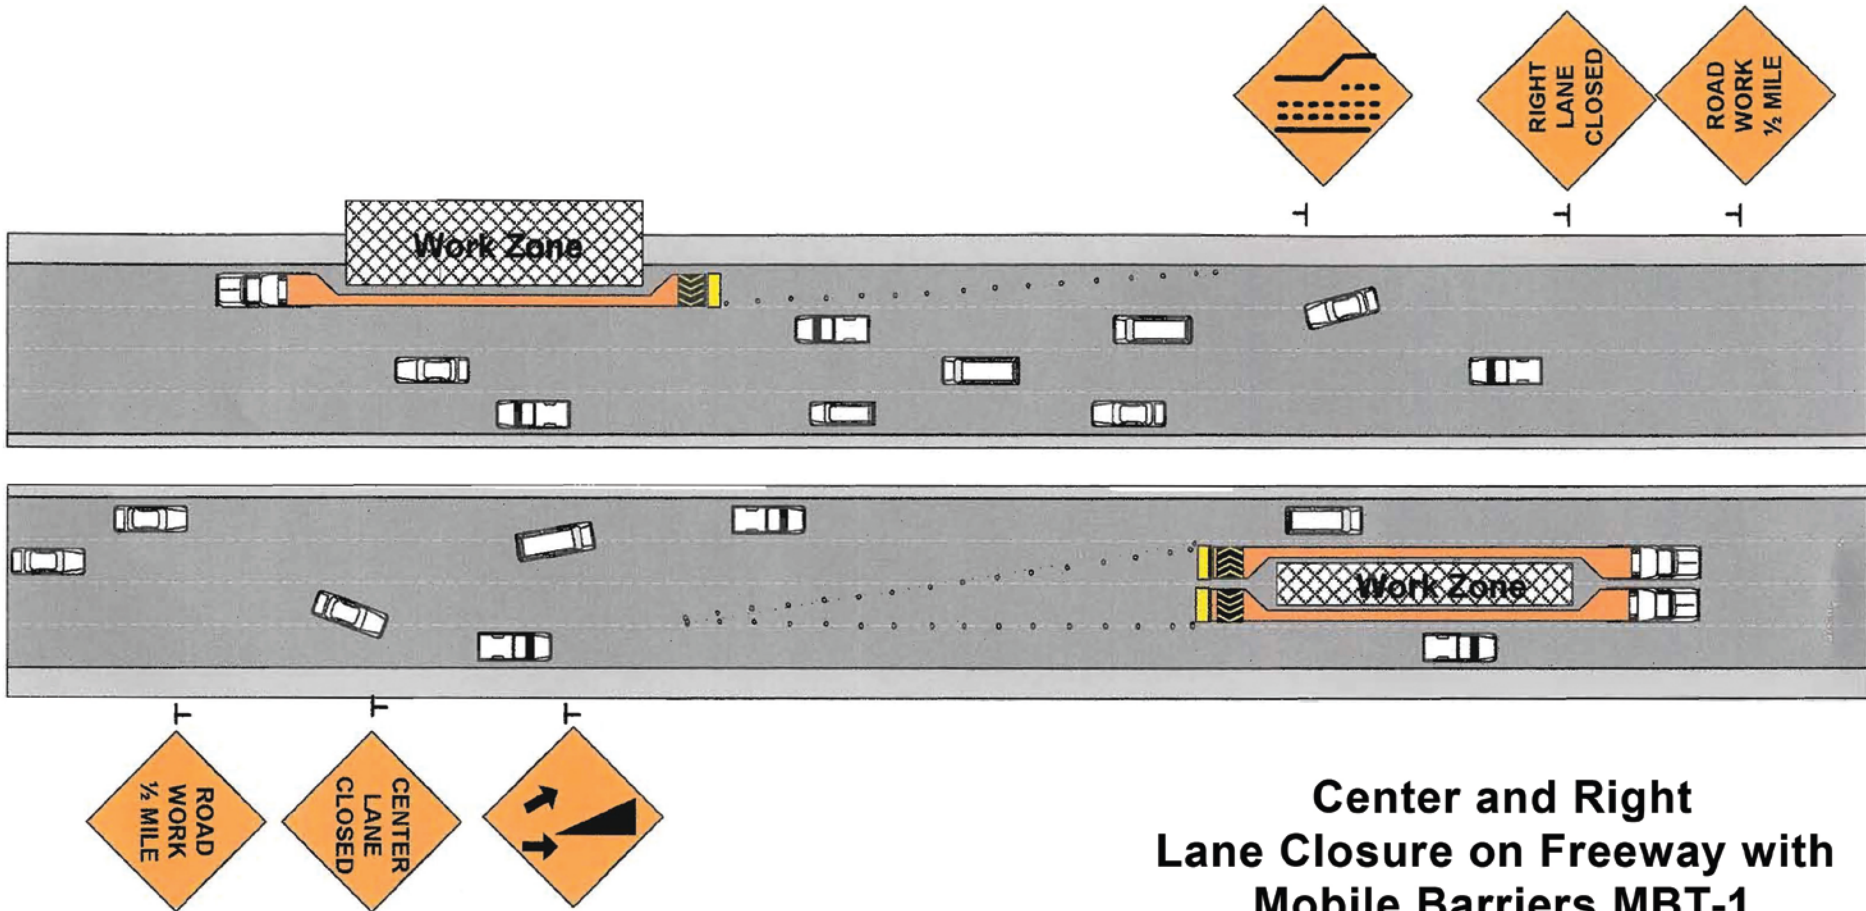 RIGHT
LANE
CLOSED
ROAD
WORK
½ MILE
Work Zone
Work Zone
ROAD
WORK
½ MILE
CENTER
LANE
CLOSED
Center and Right
Lane Closure on Freeway with
Mobile Barriers MBT-1